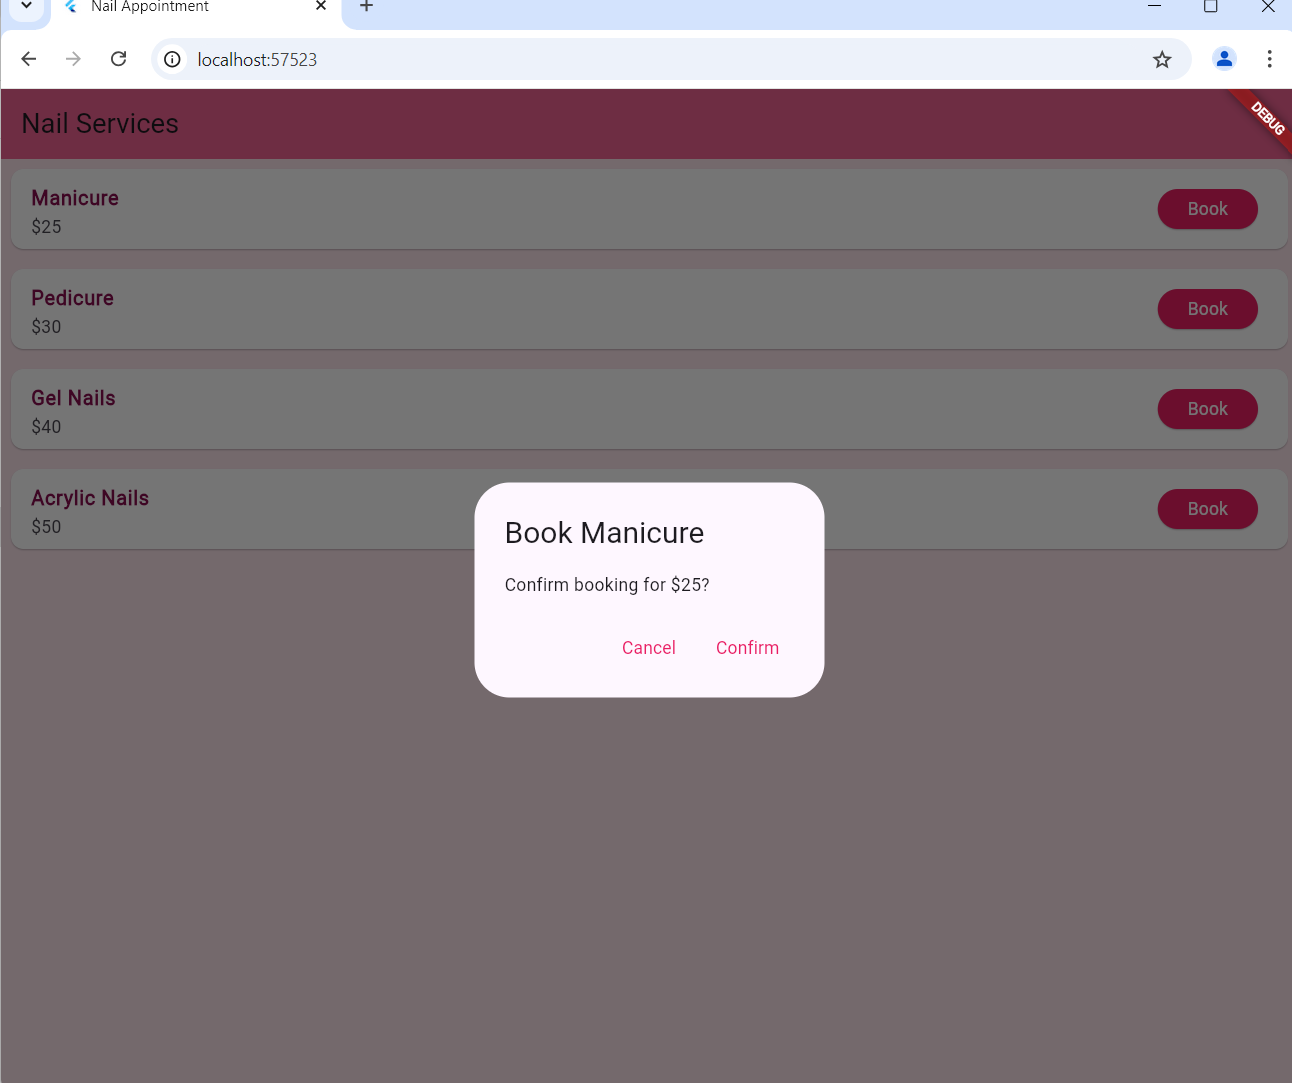 Nail Appointment
localhost:57523
Nail Services
DEBUG
Manicure
$25
Book
Pedicure
$30
Book
Gel Nails
$40
Book
Acrylic Nails
$50
Book
Book Manicure
Confirm booking for $25?
Cancel Confirm